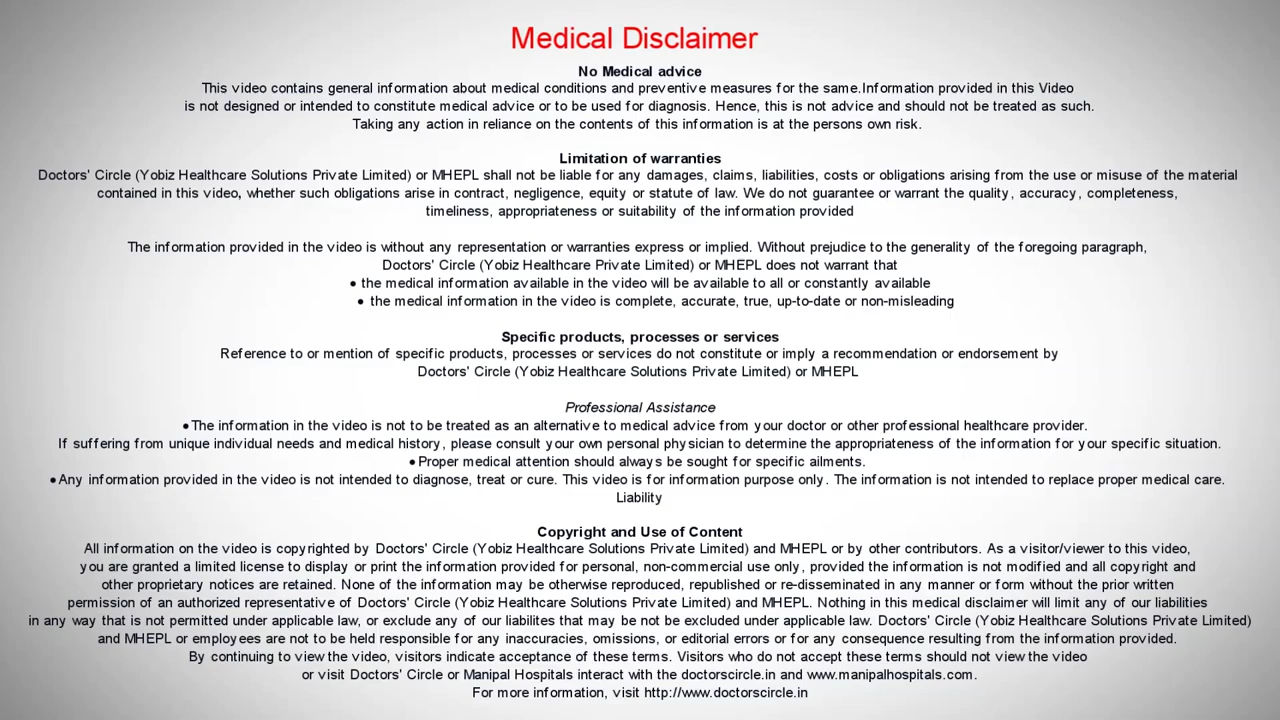 Medical Disclaimer
No Medical advice
This video contains general information about medical conditions and preventive measures for the same.Information provided in this Video
is not designed or intended to constitute medical advice or to be used for diagnosis. Hence, this is not advice and should not be treated as such.
Taking any action in reliance on the contents of this information is at the persons own risk.
Limitation of warranties
Doctors' Circle (Yobiz Healthcare Solutions Private Limited) or MHEPL shall not be liable for any damages, claims, liabilities, costs or obligations arising from the use or misuse of the material
contained in this video, whether such obligations arise in contract, negligence, equity or statute of law. We do not guarantee or warrant the quality, accuracy, completeness,
timeliness, appropriateness or suitability of the information provided
The information provided in the video is without any representation or warranties express or implied. Without prejudice to the generality of the foregoing paragraph,
Doctors' Circle (Yobiz Healthcare Private Limited) or MHEPL does not warrant that
• the medical information available in the video will be available to all or constantly available
• the medical information in the video is complete, accurate, true, up-to-date or non-misleading
Specific products, processes or services
Reference to or mention of specific products, processes or services do not constitute or imply a recommendation or endorsement by
Doctors' Circle (Yobiz Healthcare Solutions Private Limited) or MHEPL
Professional Assistance
•The information in the video is not to be treated as an alternative to medical advice from your doctor or other professional healthcare provider.
If suffering from unique individual needs and medical history, please consult your own personal physician to determine the appropriateness of the information for your specific situation.
•Proper medical attention should always be sought for specific ailments.
•Any information provided in the video is not intended to diagnose, treat or cure. This video is for information purpose only. The information is not intended to replace proper medical care.
Liability
Copyright and Use of Content
All information on the video is copyrighted by Doctors' Circle (Yobiz Healthcare Solutions Private Limited) and MHEPL or by other contributors. As a visitor/viewer to this video,
you are granted a limited license to display or print the information provided for personal, non-commercial use only, provided the information is not modified and all copyright and
other proprietary notices are retained. None of the information may be otherwise reproduced, republished or re-disseminated in any manner or form without the prior written
permission of an authorized representative of Doctors' Circle (Yobiz Healthcare Solutions Private Limited) and MHEPL. Nothing in this medical disclaimer will limit any of our liabilities
in any way that is not permitted under applicable law, or exclude any of our liabilites that may be not be excluded under applicable law. Doctors' Circle (Yobiz Healthcare Solutions Private Limited)
and MHEPL or employees are not to be held responsible for any inaccuracies, omissions, or editorial errors or for any consequence resulting from the information provided.
By continuing to view the video, visitors indicate acceptance of these terms. Visitors who do not accept these terms should not view the video
or visit Doctors' Circle or Manipal Hospitals interact with the doctorscircle.in and www.manipalhospitals.com.
For more information, visit http://www.doctorscircle.in